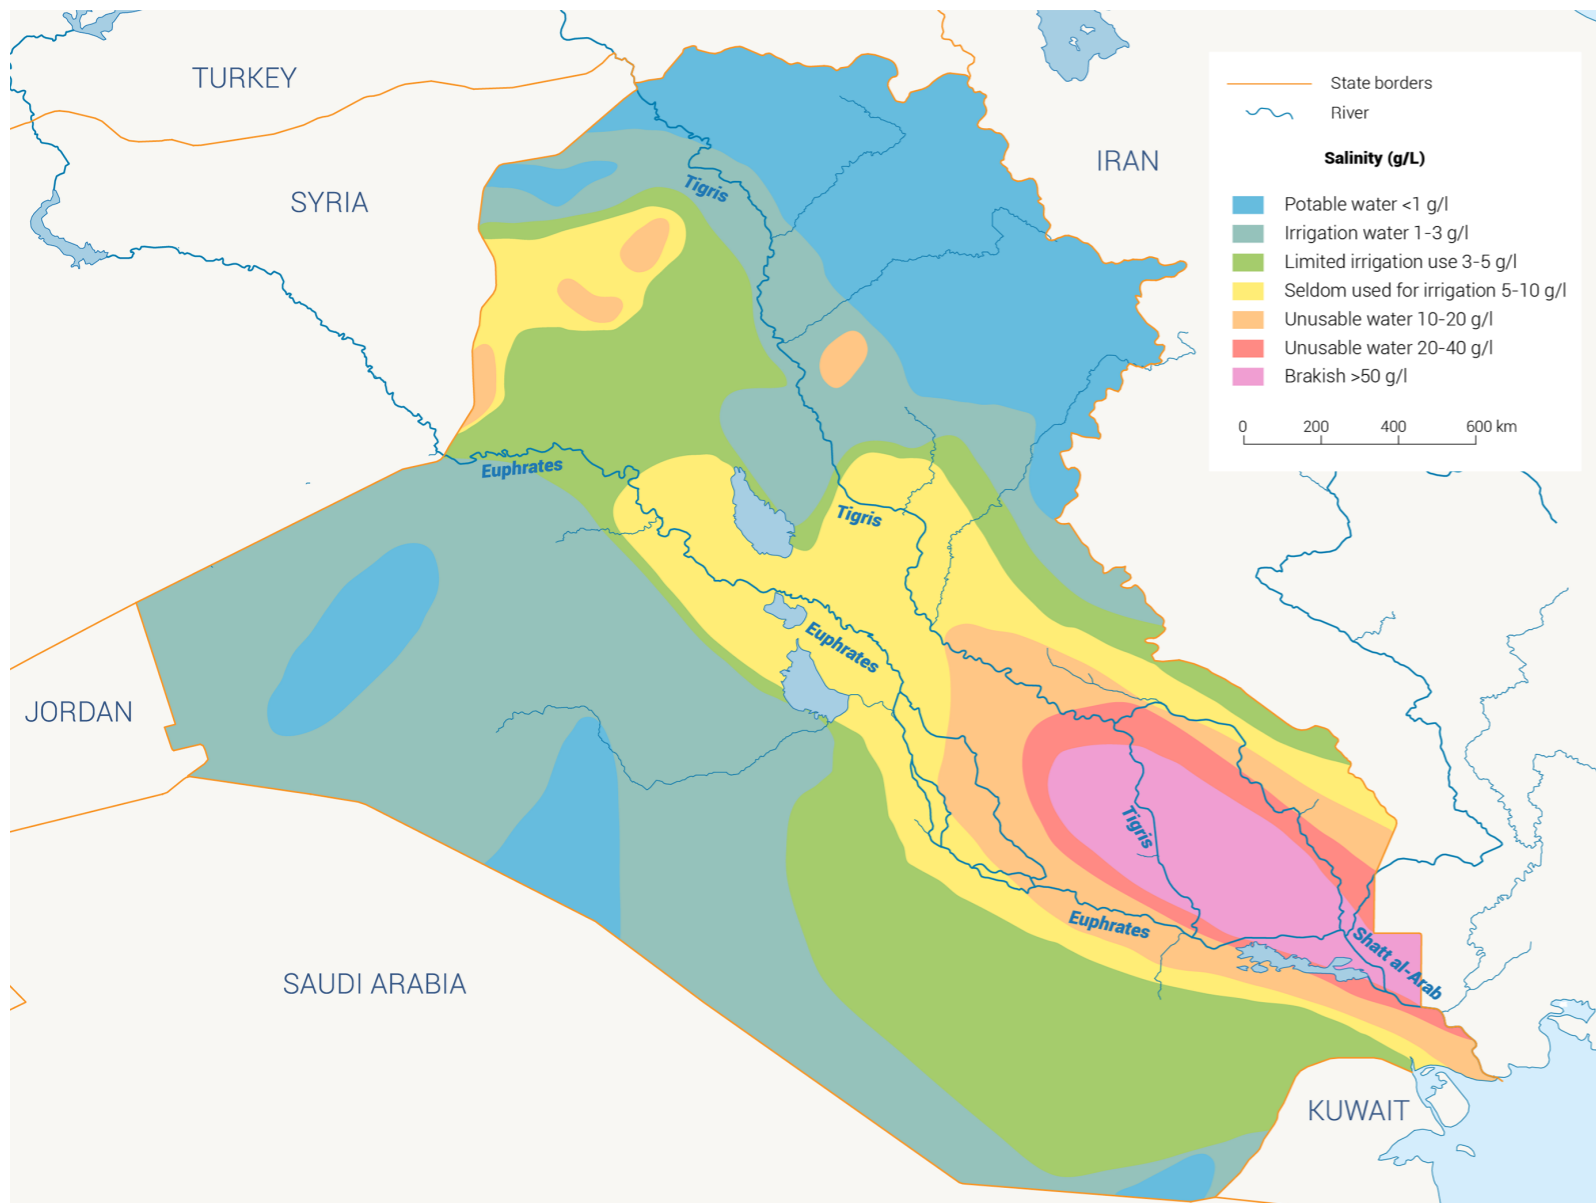 TURKEY
SYRIA
IRAN
JORDAN
SAUDI ARABIA
KUWAIT
Tigris
Euphrates
Tigris
Euphrates
Tigris
Euphrates
Shatt al-Arab
State borders
River
Salinity (g/L)
Potable water <1 g/l
Irrigation water 1-3 g/l
Limited irrigation use 3-5 g/l
Seldom used for irrigation 5-10 g/l
Unusable water 10-20 g/l
Unusable water 20-40 g/l
Brakish >50 g/l
0 200 400 600 km